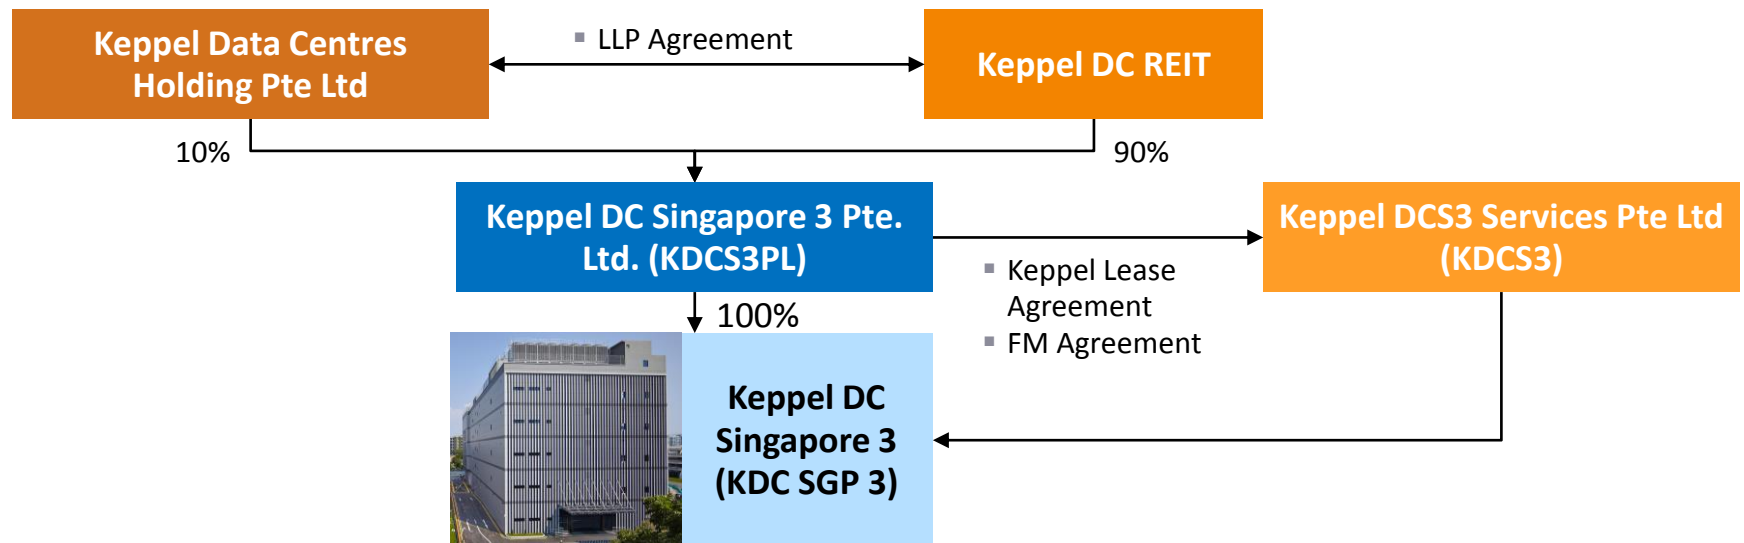 Keppel Data Centres
Holding Pte Ltd
▪ LLP Agreement
Keppel DC REIT
10%
90%
Keppel DC Singapore 3 Pte.
Ltd. (KDCS3PL)
Keppel DCS3 Services Pte Ltd
(KDCS3)
▪ Keppel Lease
Agreement
▪ FM Agreement
100%
Keppel DC
Singapore 3
(KDC SGP 3)